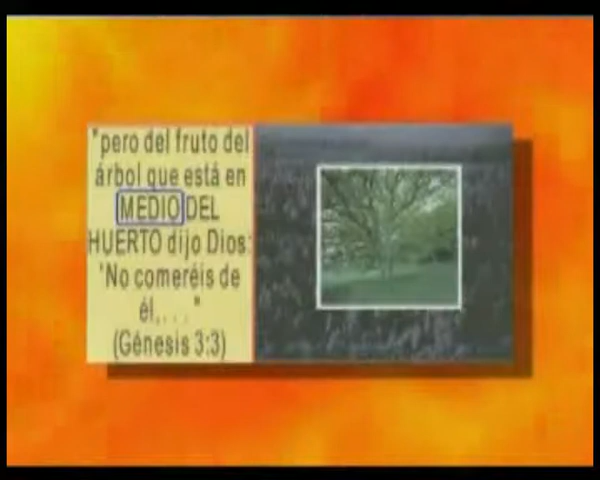 "pero del fruto del
árbol que está en
MEDIO DEL
HUERTO dijo Dios:
'No comeréis de
él,. . . "
(Génesis 3:3)